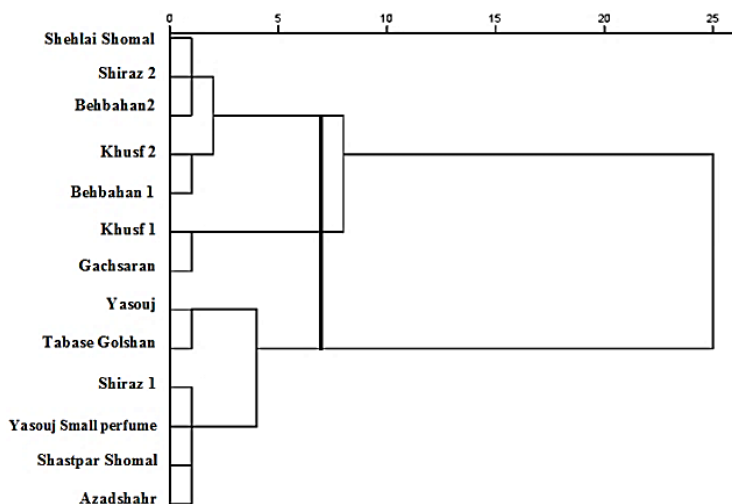 0 5 10 15 20 25
Shehlai Shomal
Shiraz 2
Behbahan2
Khusf 2
Behbahan 1
Khusf 1
Gachsaran
Yasouj
Tabase Golshan
Shiraz 1
Yasouj Small perfume
Shastpar Shomal
Azadshahr